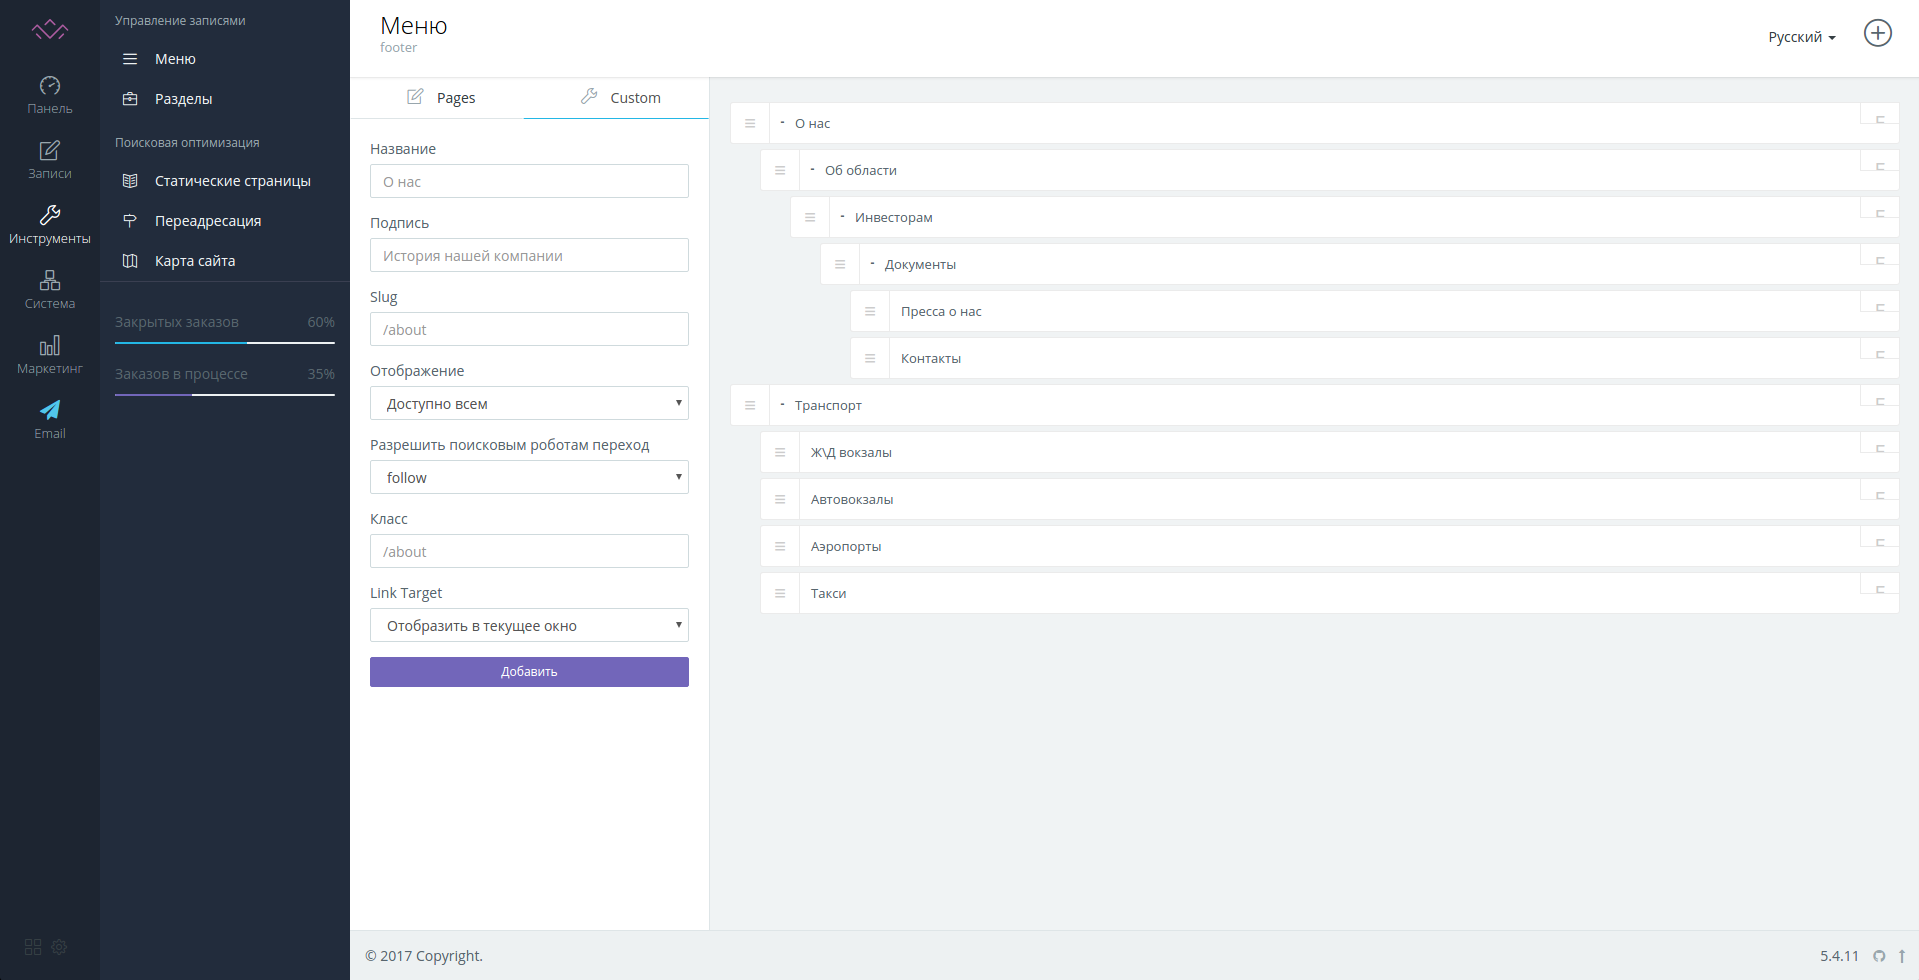 Панель
Записи
Инструменты
Система
Маркетинг
Email
Управление записями
Меню
Разделы
Поисковая оптимизация
Статические страницы
Переадресация
Карта сайта
Закрытых заказов 60%
Заказов в процессе 35%
Меню
footer
Русский
Pages Custom
Название
О нас
Подпись
История нашей компании
Slug
/about
Отображение
Доступно всем
Разрешить поисковым роботам переход
follow
Класс
/about
Link Target
Отобразить в текущее окно
Добавить
- О нас
- Об области
- Инвесторам
- Документы
Пресса о нас
Контакты
- Транспорт
Ж\Д вокзалы
Автовокзалы
Аэропорты
Такси
© 2017 Copyright.
5.4.11